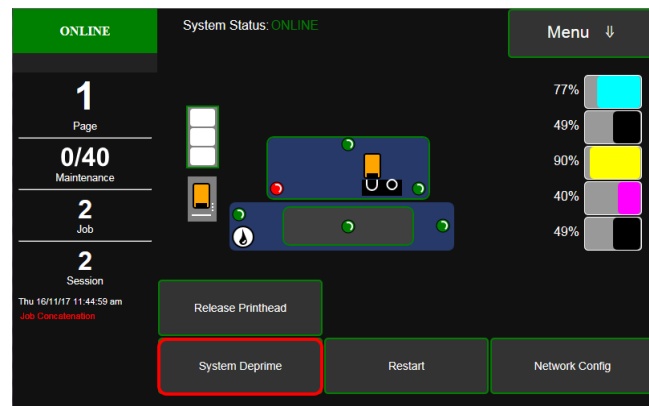 ONLINE
System Status: ONLINE
Menu ⇓
1
Page
0/40
Maintenance
2
Job
2
Session
Thu 16/11/17 11:44:59 am
Job Concatenation
77%
49%
90%
40%
49%
Release Printhead
System Deprime
Restart
Network Config